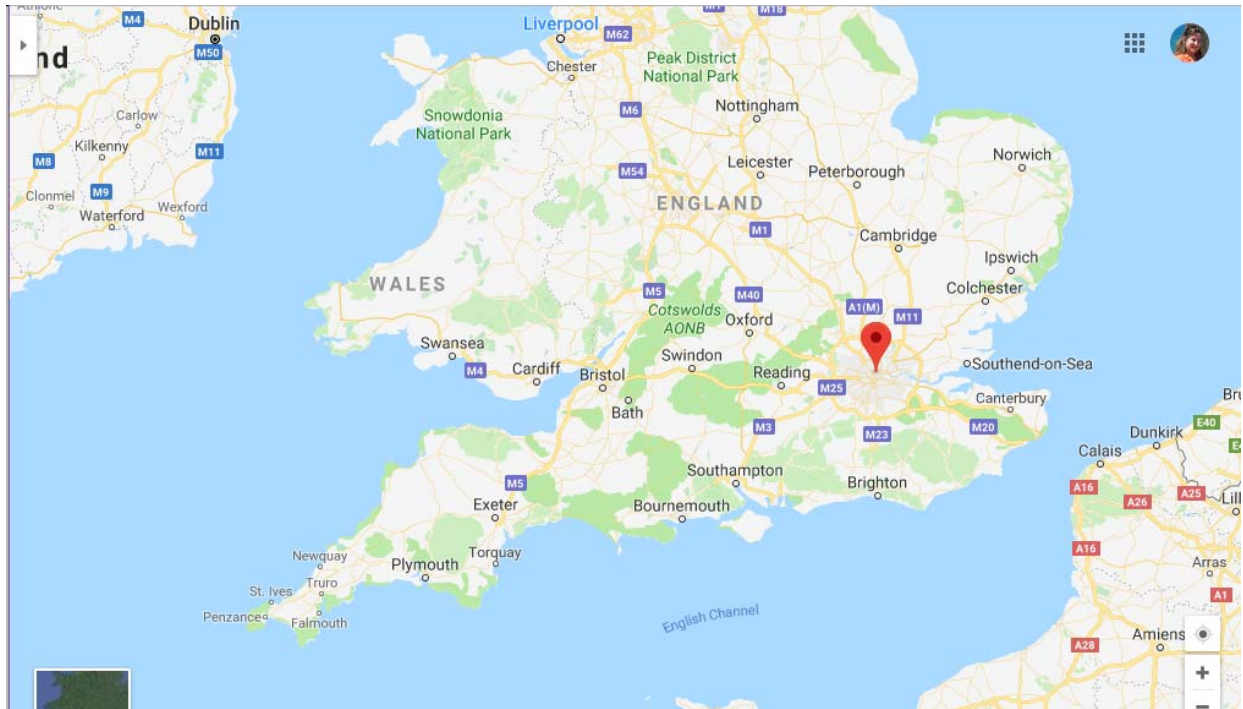 Dublin
M4
M50
nd
Carlow
Kilkenny
M8
M11
Clonmel
M9
Waterford
Wexford
Liverpool
M62
M1
M18
Chester
Peak District
National Park
Snowdonia
National Park
M6
Nottingham
M54
Leicester
Peterborough
Norwich
ENGLAND
M1
Cambridge
Ipswich
WALES
M5
M40
A1(M)
M11
Colchester
Cotswolds
AONB
Oxford
Swansea
M4
Cardiff
Bristol
Swindon
Reading
M25
Southend-on-Sea
Bath
Canterbury
M3
M23
M20
Calais
Dunkirk
E40
Southampton
Brighton
M5
Exeter
Bournemouth
A16
A26
A25
Newquay
Plymouth
Torquay
A16
Arras
St. Ives
Truro
A1
Penzance
Falmouth
English Channel
A28
Amiens
+
−